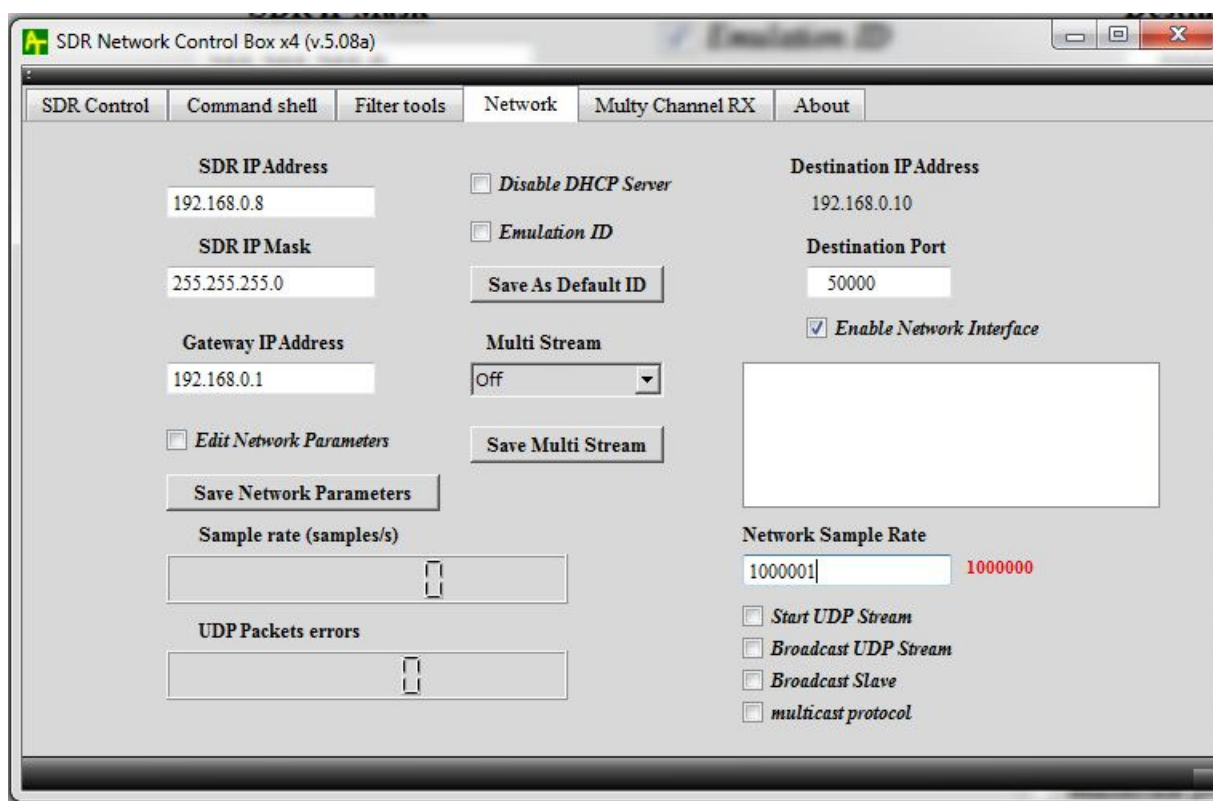 SDR IP Mask
Emulation ID
SDR Network Control Box x4 (v.5.08a)
SDR Control
Command shell
Filter tools
Network
Multy Channel RX
About
SDR IP Address
192.168.0.8
SDR IP Mask
255.255.255.0
Gateway IP Address
192.168.0.1
Edit Network Parameters
Save Network Parameters
Sample rate (samples/s)
0
UDP Packets errors
0
Disable DHCP Server
Emulation ID
Save As Default ID
Multi Stream
Off
Save Multi Stream
Destination IP Address
192.168.0.10
Destination Port
50000
Enable Network Interface
Network Sample Rate
1000001
1000000
Start UDP Stream
Broadcast UDP Stream
Broadcast Slave
multicast protocol